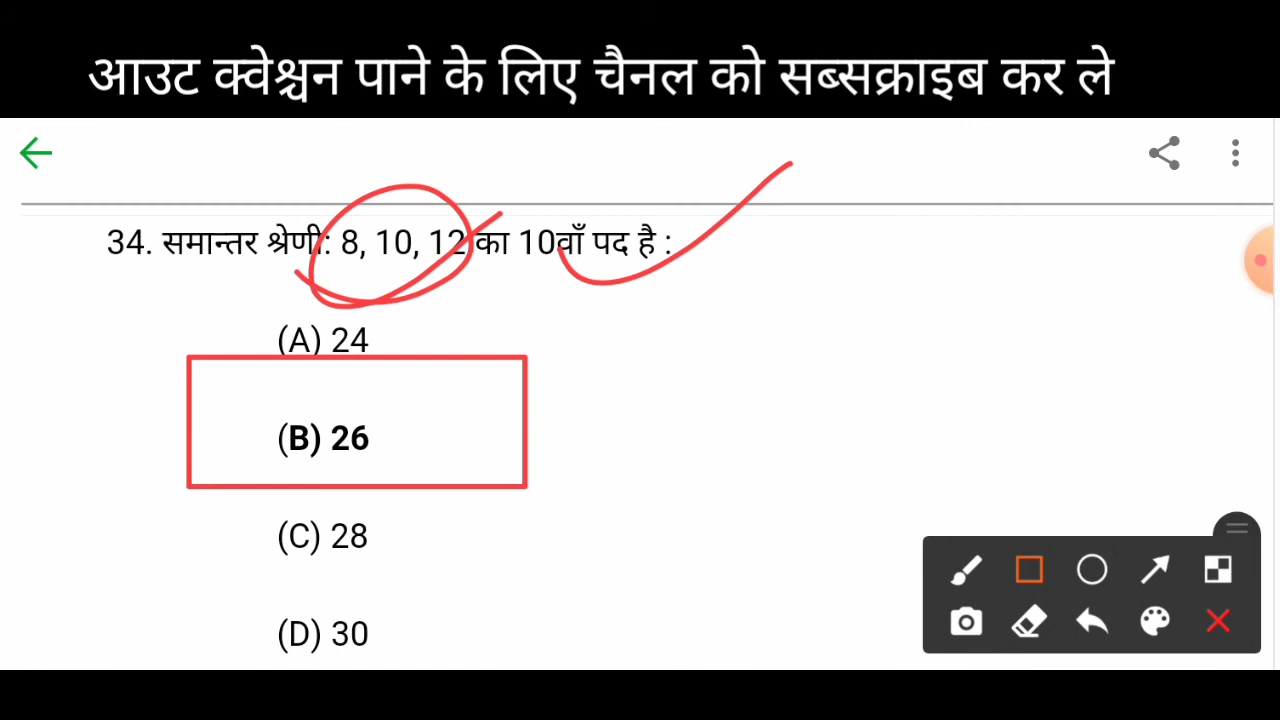 आउट क्वेश्चन पाने के लिए चैनल को सब्सक्राइब कर ले
34. समान्तर श्रेणी: 8, 10, 12 का 10वाँ पद है :
(A) 24
(B) 26
(C) 28
(D) 30